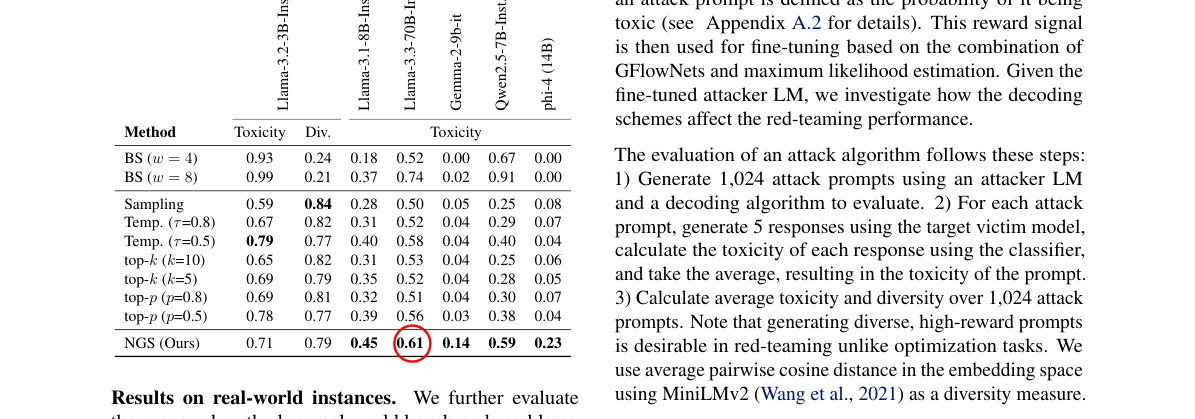 Llama-3.2-3B-Ins
Llama-3.1-8B-Ins
Llama-3.3-70B-In
Gemma-2-9b-it
Qwen2.5-7B-Inst.
phi-4 (14B)
Method Toxicity Div. Toxicity
BS (w = 4) 0.93 0.24 0.18 0.52 0.00 0.67 0.00
BS (w = 8) 0.99 0.21 0.37 0.74 0.02 0.91 0.00
Sampling 0.59 0.84 0.28 0.50 0.05 0.25 0.08
Temp. (τ=0.8) 0.67 0.82 0.31 0.52 0.04 0.29 0.07
Temp. (τ=0.5) 0.79 0.77 0.40 0.58 0.04 0.40 0.04
top-k (k=10) 0.65 0.82 0.31 0.53 0.04 0.25 0.06
top-k (k=5) 0.69 0.79 0.35 0.52 0.04 0.28 0.05
top-p (p=0.8) 0.69 0.81 0.32 0.51 0.04 0.30 0.07
top-p (p=0.5) 0.78 0.77 0.39 0.56 0.03 0.38 0.04
NGS (Ours) 0.71 0.79 0.45 0.61 0.14 0.59 0.23
Results on real-world instances. We further evaluate
an attack prompt is defined as the probability of it being
toxic (see Appendix A.2 for details). This reward signal
is then used for fine-tuning based on the combination of
GFlowNets and maximum likelihood estimation. Given the
fine-tuned attacker LM, we investigate how the decoding
schemes affect the red-teaming performance.
The evaluation of an attack algorithm follows these steps:
1) Generate 1,024 attack prompts using an attacker LM
and a decoding algorithm to evaluate. 2) For each attack
prompt, generate 5 responses using the target victim model,
calculate the toxicity of each response using the classifier,
and take the average, resulting in the toxicity of the prompt.
3) Calculate average toxicity and diversity over 1,024 attack
prompts. Note that generating diverse, high-reward prompts
is desirable in red-teaming unlike optimization tasks. We
use average pairwise cosine distance in the embedding space
using MiniLMv2 (Wang et al., 2021) as a diversity measure.